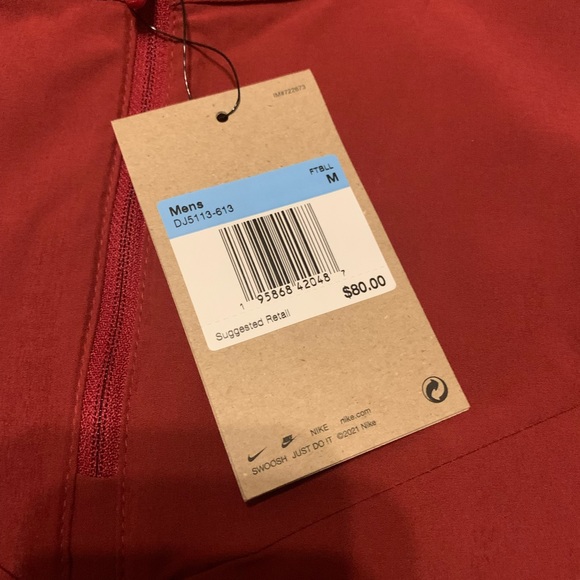 Mens
FTBLL
DJ5113-613
M
1 95868 42048 7
Suggested Retail
$80.00
NIKE nike.com
SWOOSH JUST DO IT ©2021 Nike